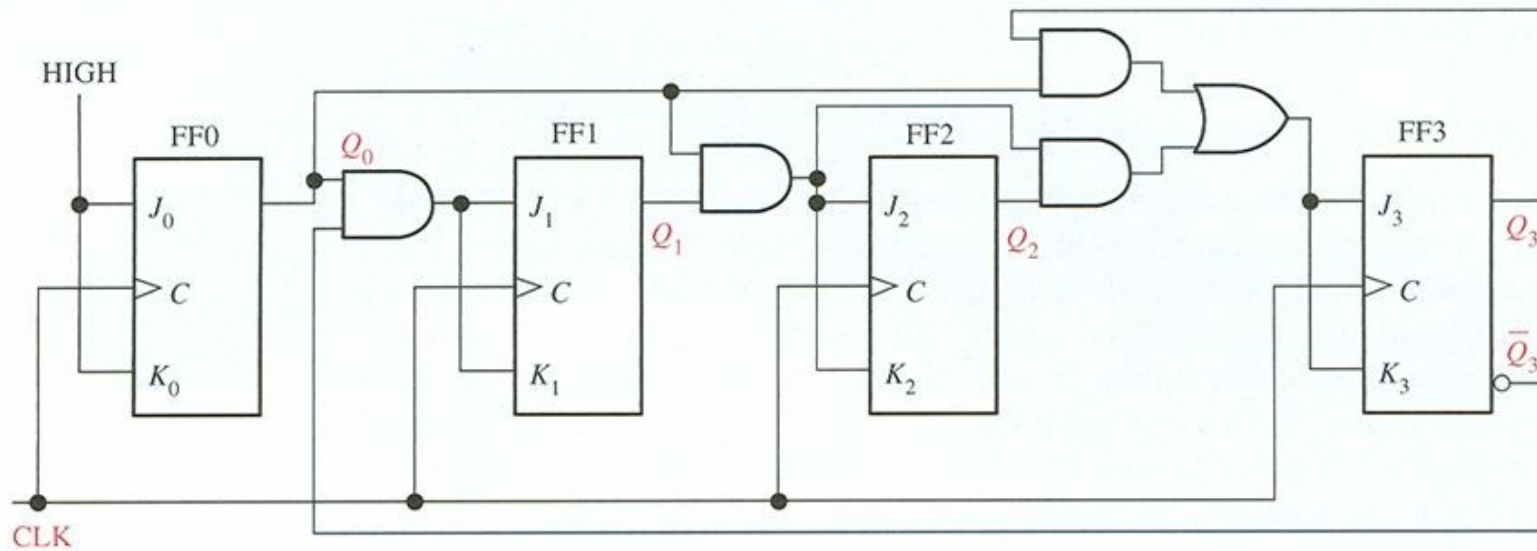 HIGH
FF0
FF1
FF2
FF3
Q₀
J₀
J₁
Q₁
J₂
Q₂
J₃
Q₃
C
C
C
C
K₀
K₁
K₂
K₃
Q̅₃
CLK